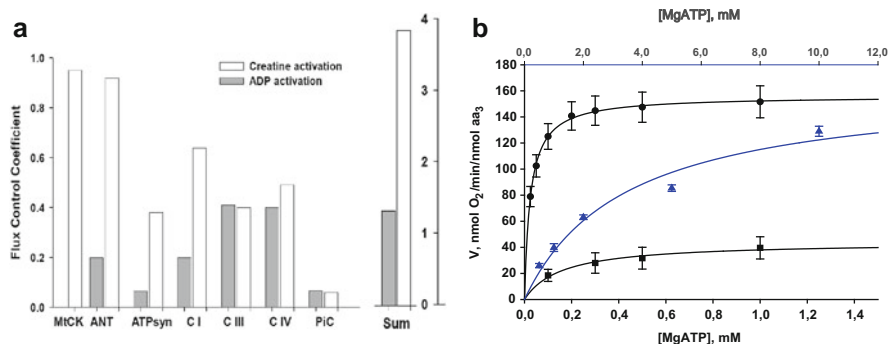 a
Flux Control Coefficient
1.0
0.8
0.6
0.4
0.2
0.0
Creatine activation
ADP activation
MtCK ANT ATPsyn C I C III C IV PiC
4
3
2
1
0
Sum
b
[MgATP], mM
0,0 2,0 4,0 6,0 8,0 10,0 12,0
V, nmol O2/min/nmol aa3
180
160
140
120
100
80
60
40
20
0
0,0 0,2 0,4 0,6 0,8 1,0 1,2 1,4
[MgATP], mM